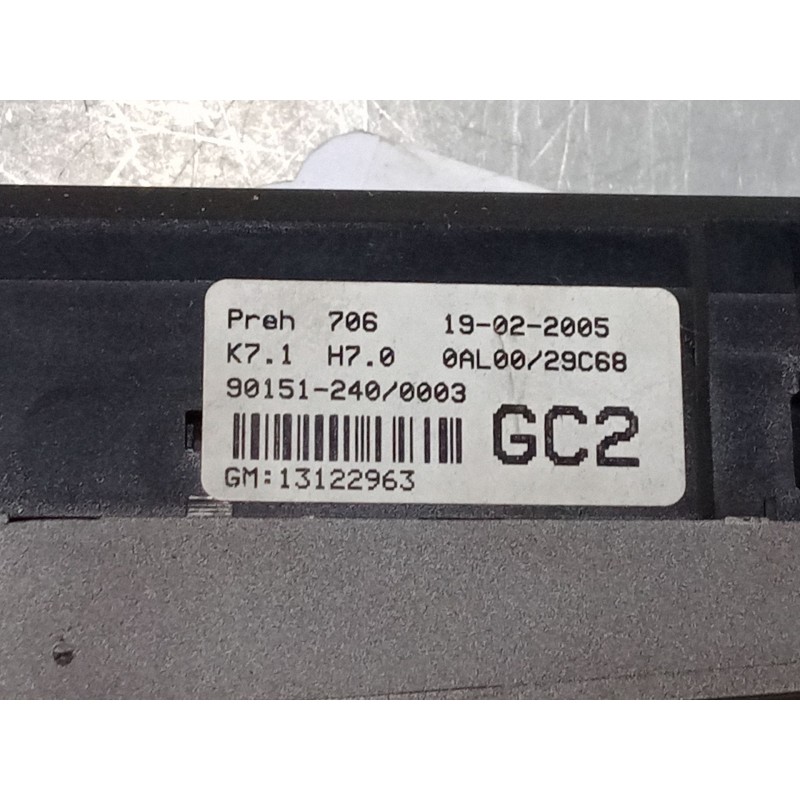 Preh 706 19-02-2005
K7.1 H7.0 0AL00/29C68
90151-240/0003
GC2
GM:13122963